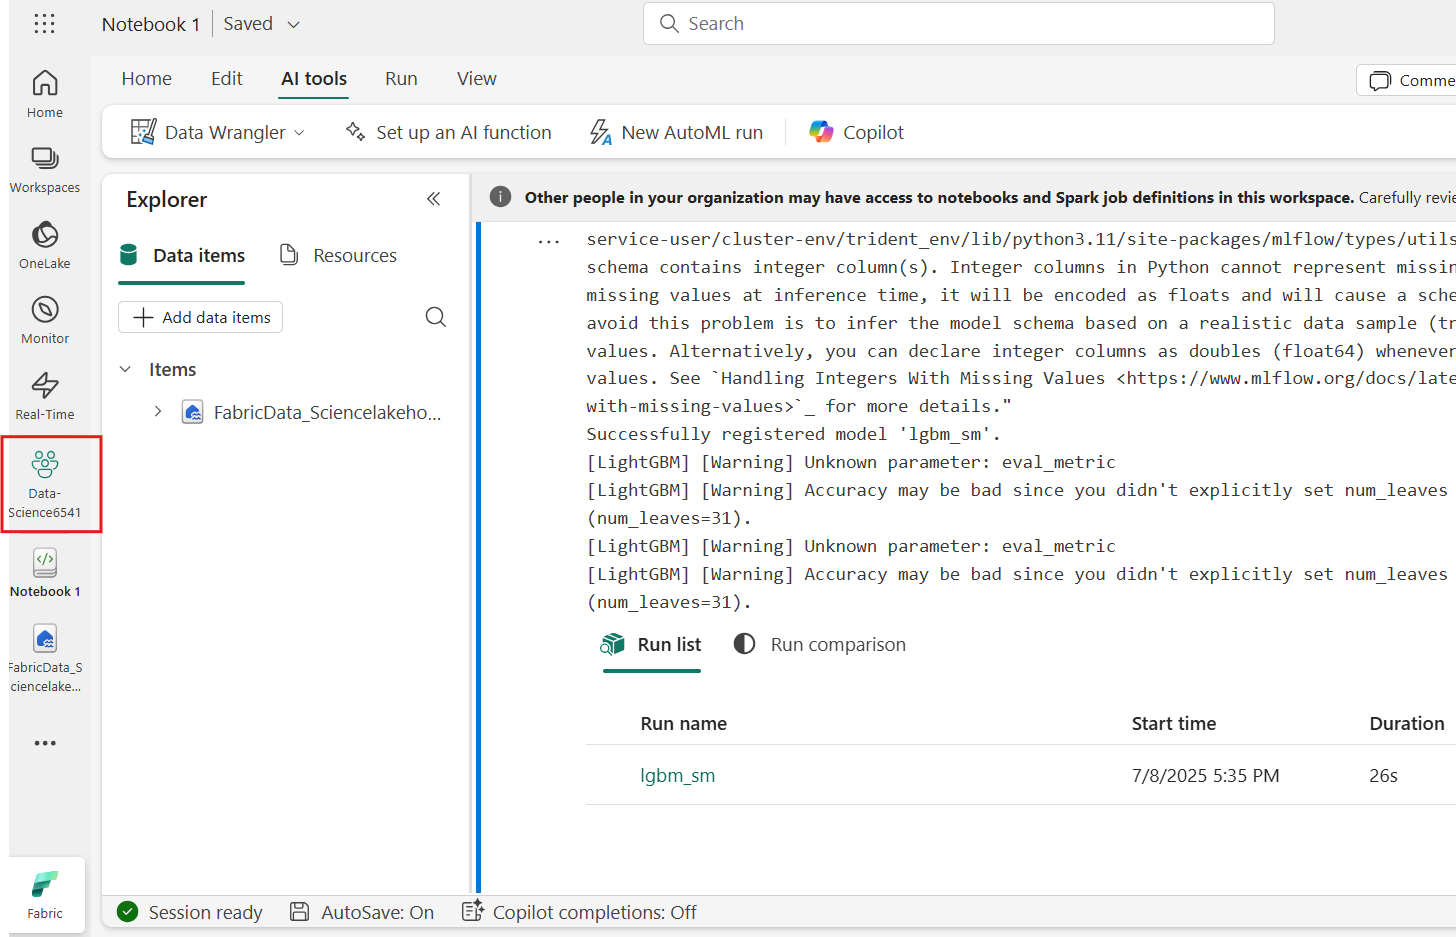 Notebook 1 Saved
Search
Home Edit AI tools Run View
Comme
Data Wrangler Set up an AI function New AutoML run Copilot
Home
Workspaces
OneLake
Monitor
Real-Time
Data-
Science6541
Notebook 1
FabricData_S
ciencelake...
Fabric
Explorer
Data items Resources
Add data items
Items
FabricData_Sciencelakeho...
Other people in your organization may have access to notebooks and Spark job definitions in this workspace. Carefully revie
service-user/cluster-env/trident_env/lib/python3.11/site-packages/mlflow/types/utils
schema contains integer column(s). Integer columns in Python cannot represent missin
missing values at inference time, it will be encoded as floats and will cause a sche
avoid this problem is to infer the model schema based on a realistic data sample (tr
values. Alternatively, you can declare integer columns as doubles (float64) whenever
values. See `Handling Integers With Missing Values <https://www.mlflow.org/docs/late
with-missing-values>`_ for more details."
Successfully registered model 'lgbm_sm'.
[LightGBM] [Warning] Unknown parameter: eval_metric
[LightGBM] [Warning] Accuracy may be bad since you didn't explicitly set num_leaves
(num_leaves=31).
[LightGBM] [Warning] Unknown parameter: eval_metric
[LightGBM] [Warning] Accuracy may be bad since you didn't explicitly set num_leaves
(num_leaves=31).
Run list Run comparison
Run name Start time Duration
lgbm_sm 7/8/2025 5:35 PM 26s
Session ready AutoSave: On Copilot completions: Off